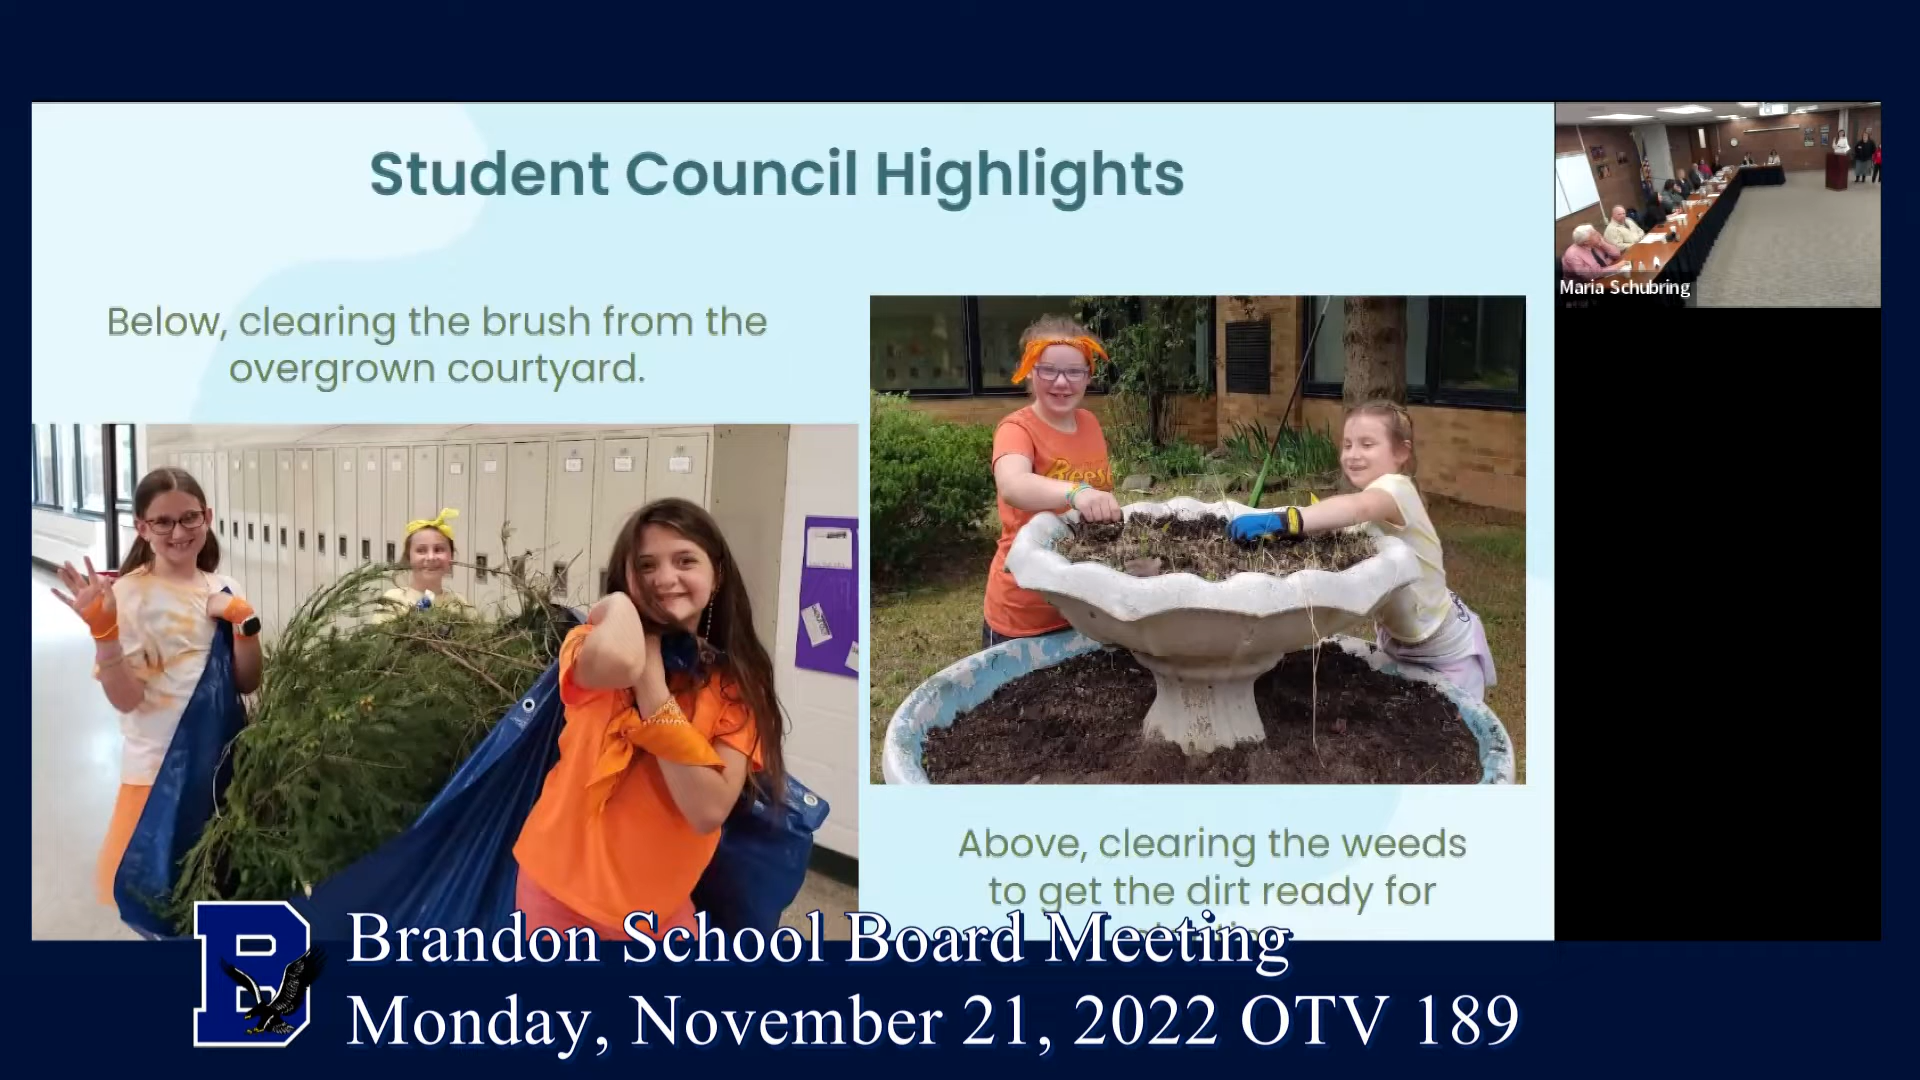 Student Council Highlights
Below, clearing the brush from the
overgrown courtyard.
Maria Schubring
Reese's
Above, clearing the weeds
to get the dirt ready for
B
Brandon School Board Meeting
Monday, November 21, 2022 OTV 189